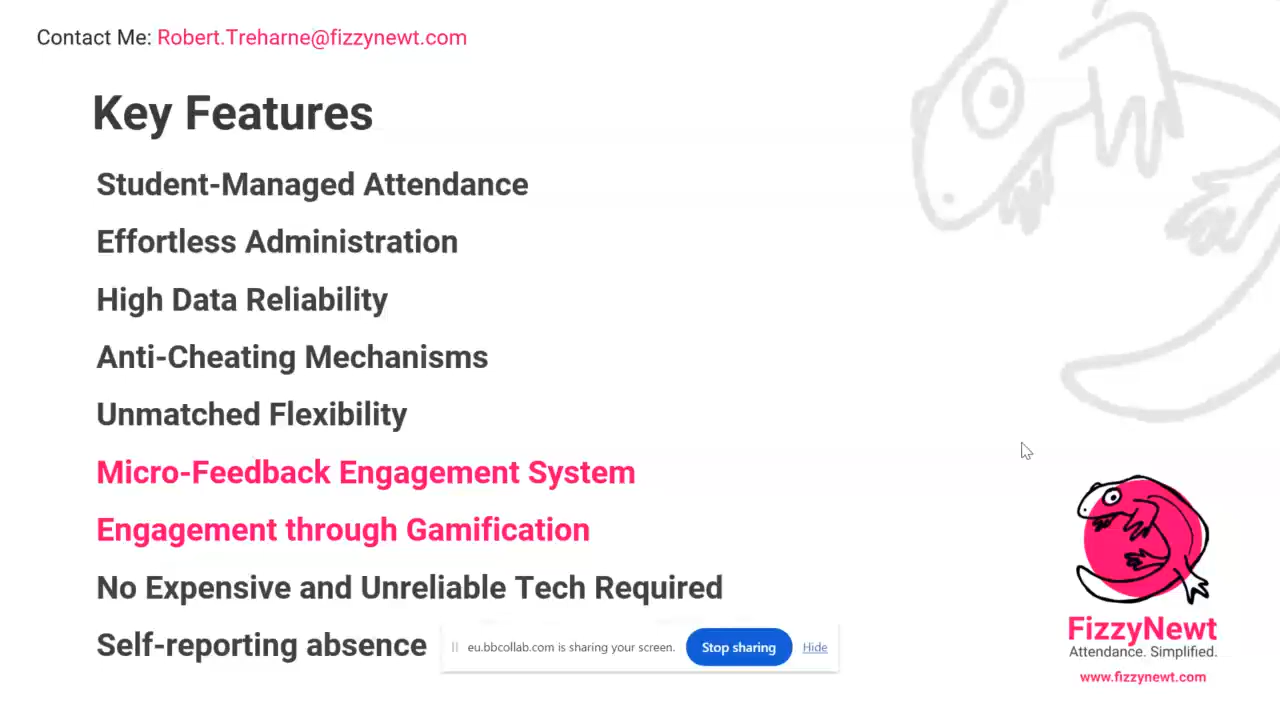 Contact Me: Robert.Treharne@fizzynewt.com
Key Features
Student-Managed Attendance
Effortless Administration
High Data Reliability
Anti-Cheating Mechanisms
Unmatched Flexibility
Micro-Feedback Engagement System
Engagement through Gamification
No Expensive and Unreliable Tech Required
Self-reporting absence
eu.bbcollab.com is sharing your screen. Stop sharing Hide
FizzyNewt
Attendance. Simplified.
www.fizzynewt.com